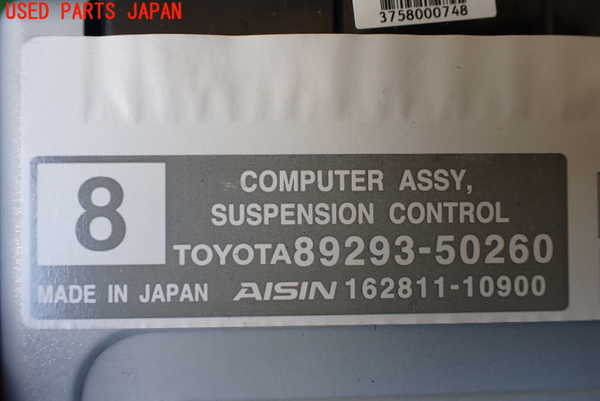 USED PARTS JAPAN
3758000748
8
COMPUTER ASSY,
SUSPENSION CONTROL
TOYOTA 89293-50260
MADE IN JAPAN AISIN 162811-10900